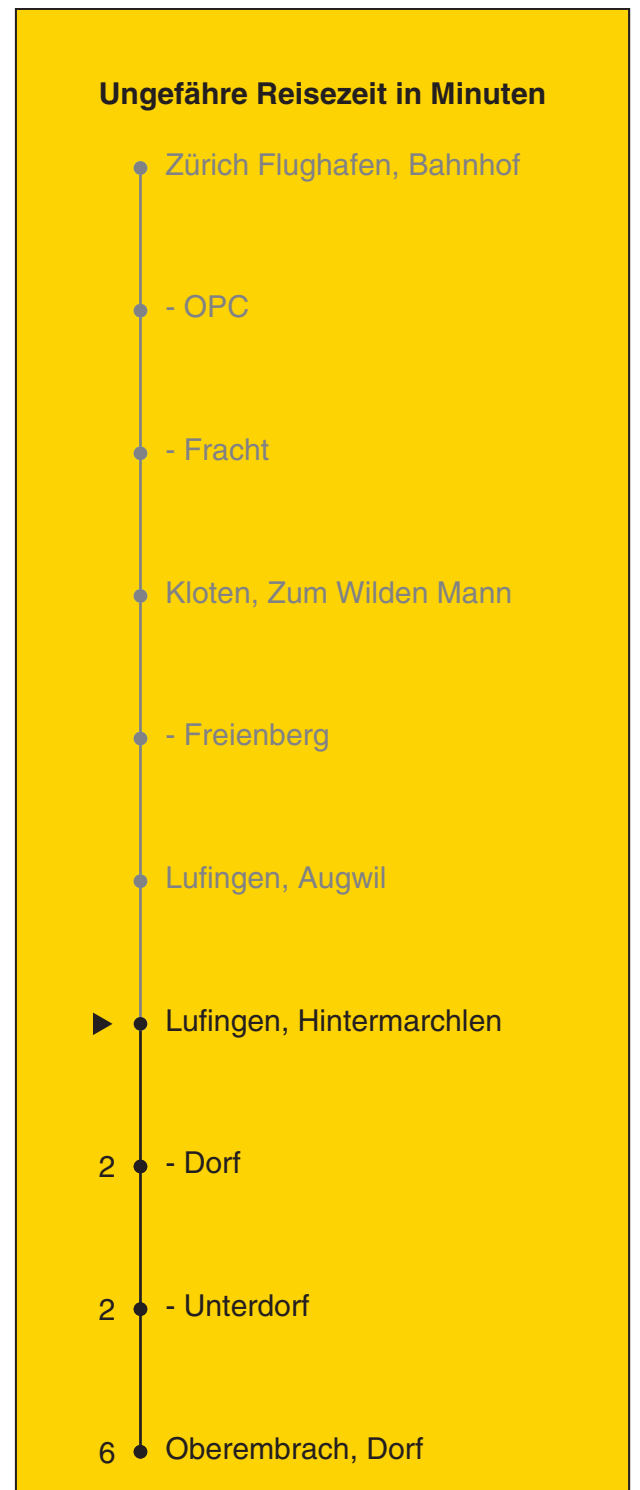 Ungefähre Reisezeit in Minuten
Zürich Flughafen, Bahnhof
- OPC
- Fracht
Kloten, Zum Wilden Mann
- Freienberg
Lufingen, Augwil
Lufingen, Hintermarchlen
2 - Dorf
2 - Unterdorf
6 Oberembrach, Dorf